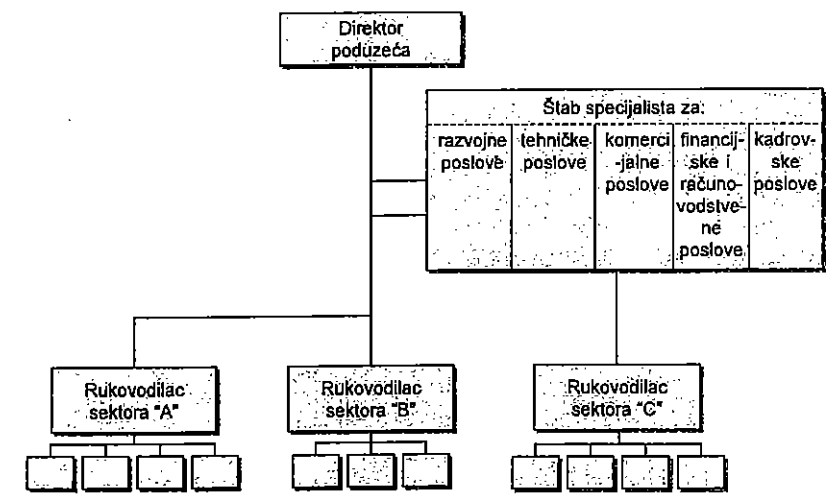 Direktor
poduzeća
Štab specijalista za:
razvojne
poslove
tehničke
poslove
komerci
-jalne
poslove
financij-
ske i
računo-
vodstve-
ne
poslove
kadrov-
ske
poslove
Rukovodilac
sektora "A"
Rukovodilac
sektora "B"
Rukovodilac
sektora "C"